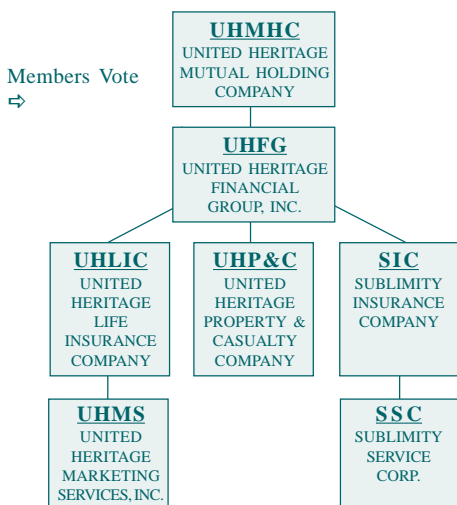 UHMHC
UNITED HERITAGE
MUTUAL HOLDING
COMPANY
Members Vote
⇨
UHFG
UNITED HERITAGE
FINANCIAL
GROUP, INC.
UHLIC
UNITED
HERITAGE
LIFE
INSURANCE
COMPANY
UHP&C
UNITED
HERITAGE
PROPERTY &
CASUALTY
COMPANY
SIC
SUBLIMITY
INSURANCE
COMPANY
UHMS
UNITED
HERITAGE
MARKETING
SERVICES, INC.
SSC
SUBLIMITY
SERVICE
CORP.